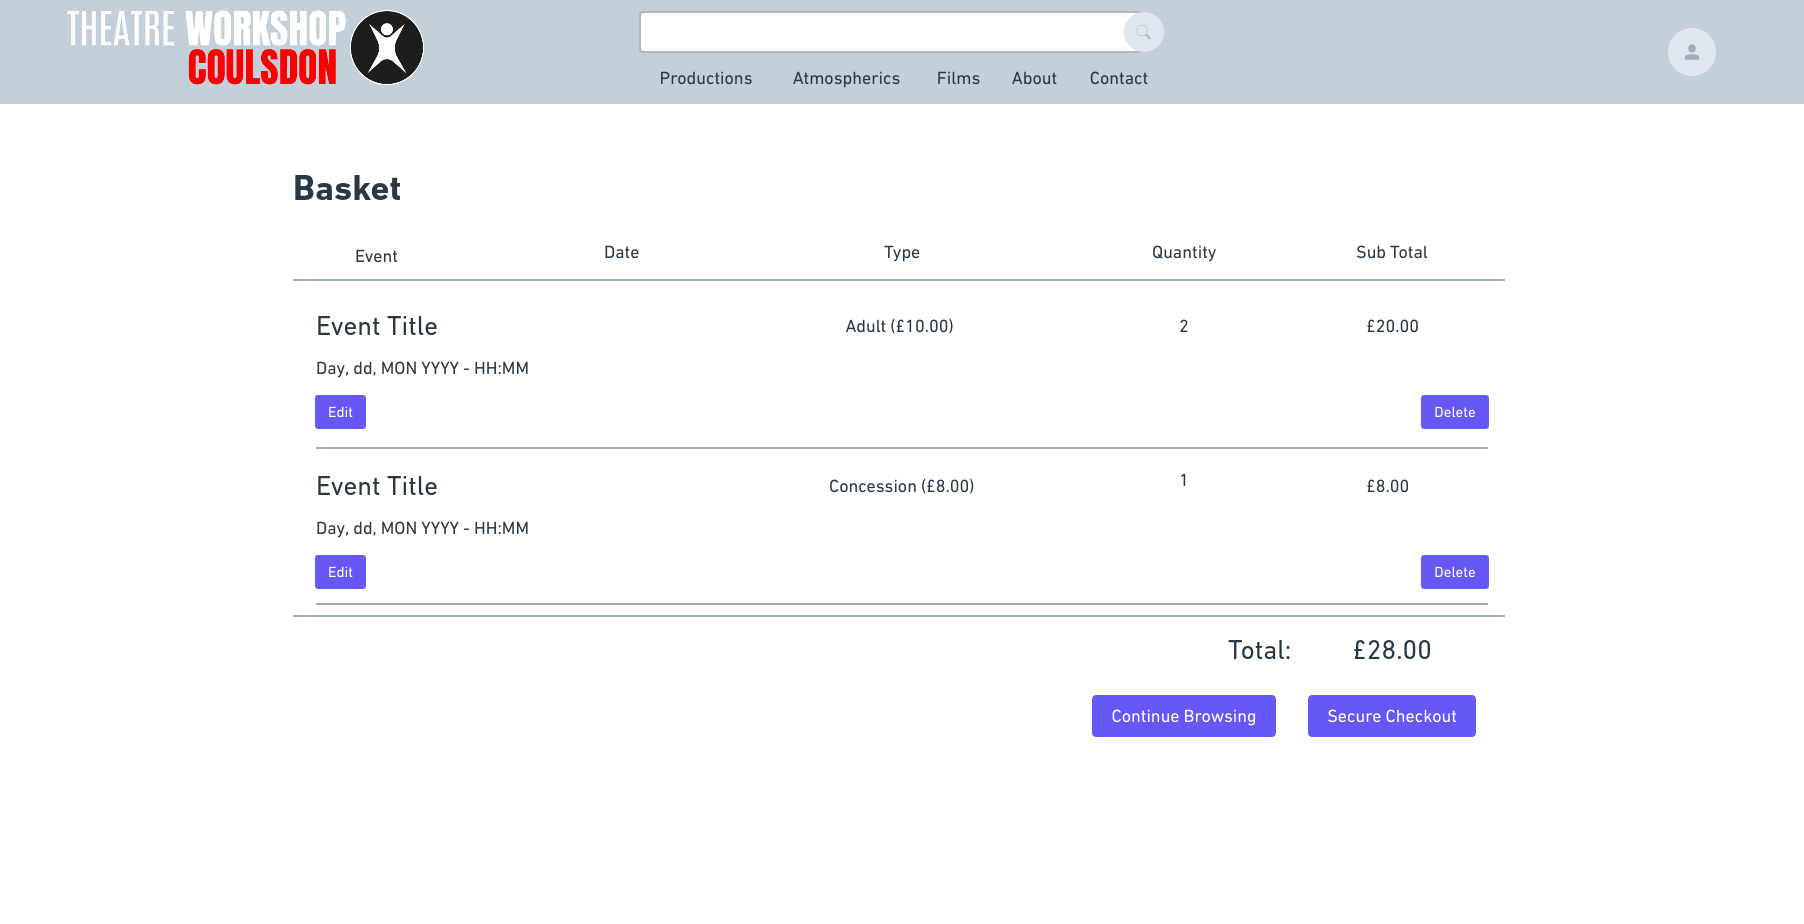 THEATRE WORKSHOP
COULSDON
Productions Atmospherics Films About Contact
Basket
Event Date Type Quantity Sub Total
Event Title Adult (£10.00) 2 £20.00
Day, dd, MON YYYY - HH:MM
Edit Delete
Event Title Concession (£8.00) 1 £8.00
Day, dd, MON YYYY - HH:MM
Edit Delete
Total: £28.00
Continue Browsing Secure Checkout